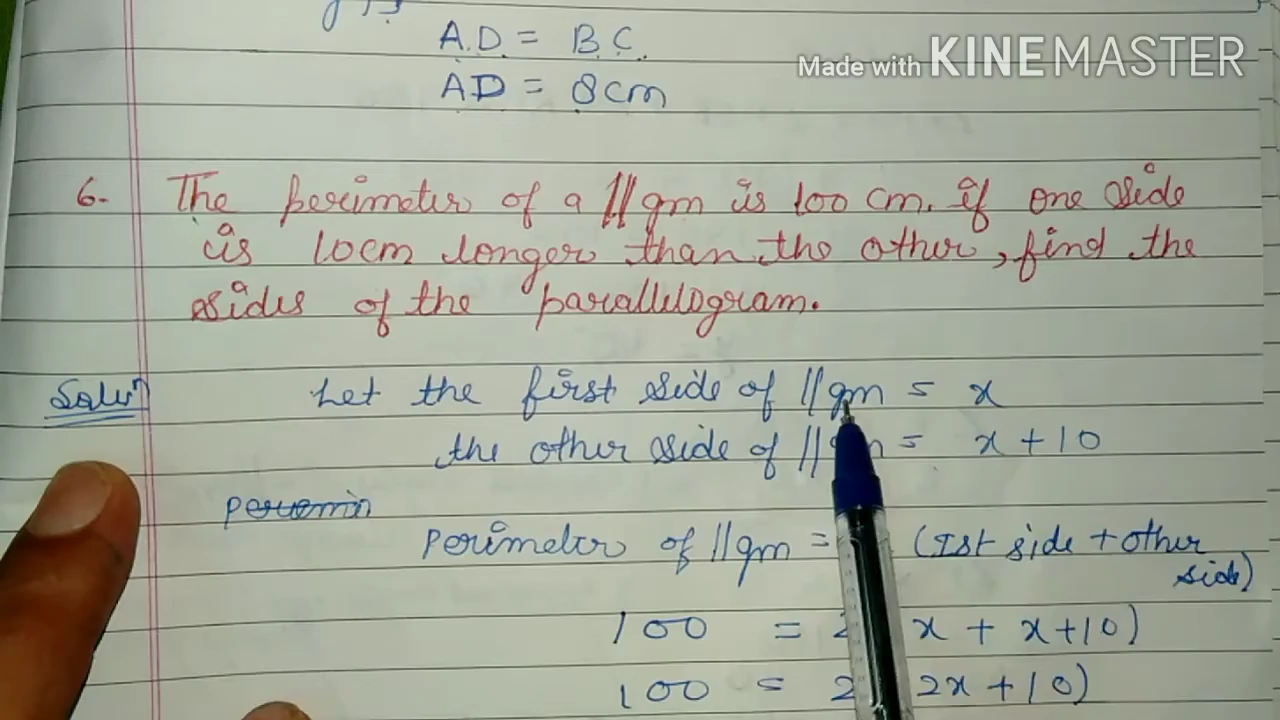 A.D. = B.C.
Made with KINEMASTER
AD = 8cm
6. The perimeter of a ||gm is 100 cm. if one side
is 10cm longer than the other, find the
sides of the parallelogram.
Let the first side of ||gm = x
the other side of = x + 10
Perimeter of ||gm = (Ist side + other
side)
100 = 2 x + x+10)
100 = 2 2x + 10)